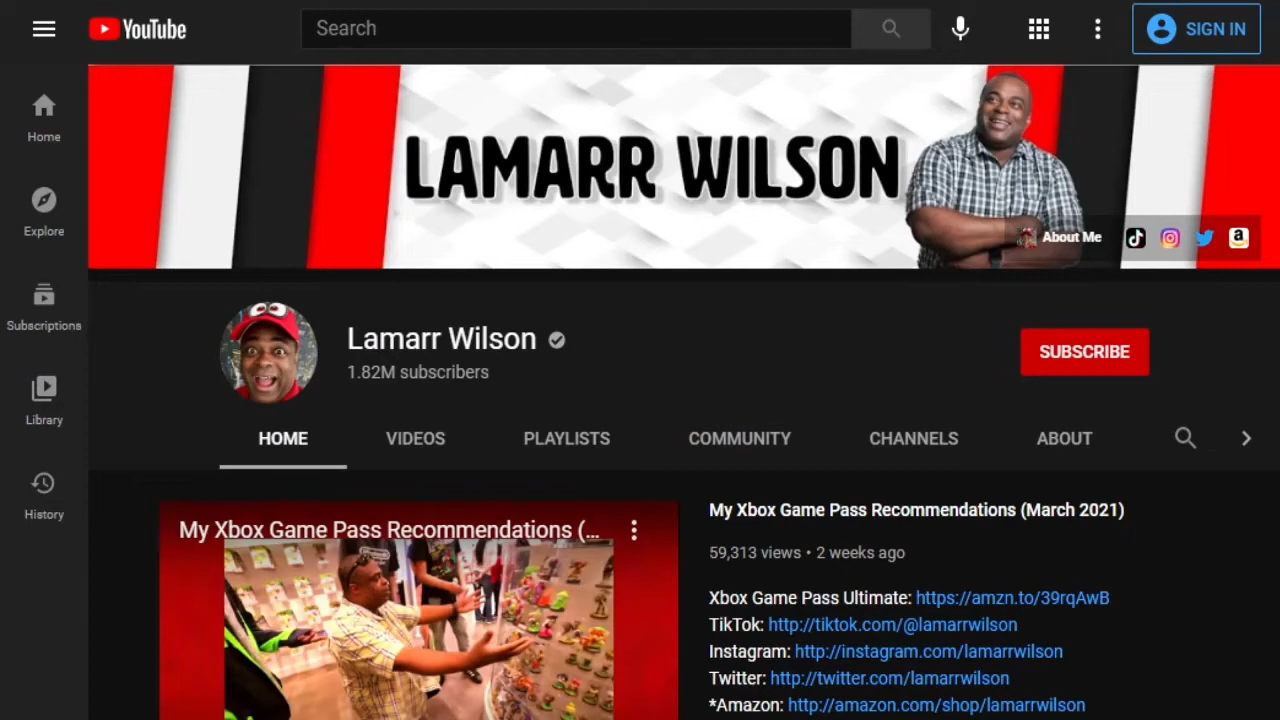 YouTube
Search
SIGN IN
Home
Explore
Subscriptions
Library
History
LAMARR WILSON
About Me
Lamarr Wilson
1.82M subscribers
SUBSCRIBE
HOME VIDEOS PLAYLISTS COMMUNITY CHANNELS ABOUT
My Xbox Game Pass Recommendations (...
My Xbox Game Pass Recommendations (March 2021)
59,313 views • 2 weeks ago
Xbox Game Pass Ultimate: https://amzn.to/39rqAwB
TikTok: http://tiktok.com/@lamarrwilson
Instagram: http://instagram.com/lamarrwilson
Twitter: http://twitter.com/lamarrwilson
*Amazon: http://amazon.com/shop/lamarrwilson